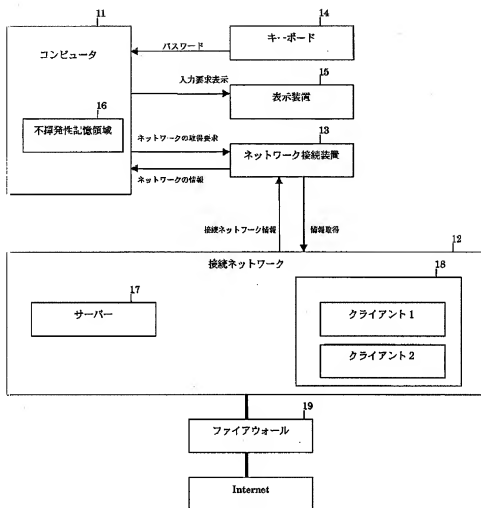 11
コンピュータ
パスワード
14
キーボード
入力要求表示
15
表示装置
16
不揮発性記憶領域
ネットワークの取得要求
ネットワークの情報
13
ネットワーク接続装置
接続ネットワーク情報
情報取得
12
接続ネットワーク
17
サーバー
18
クライアント1
クライアント2
19
ファイアウォール
Internet